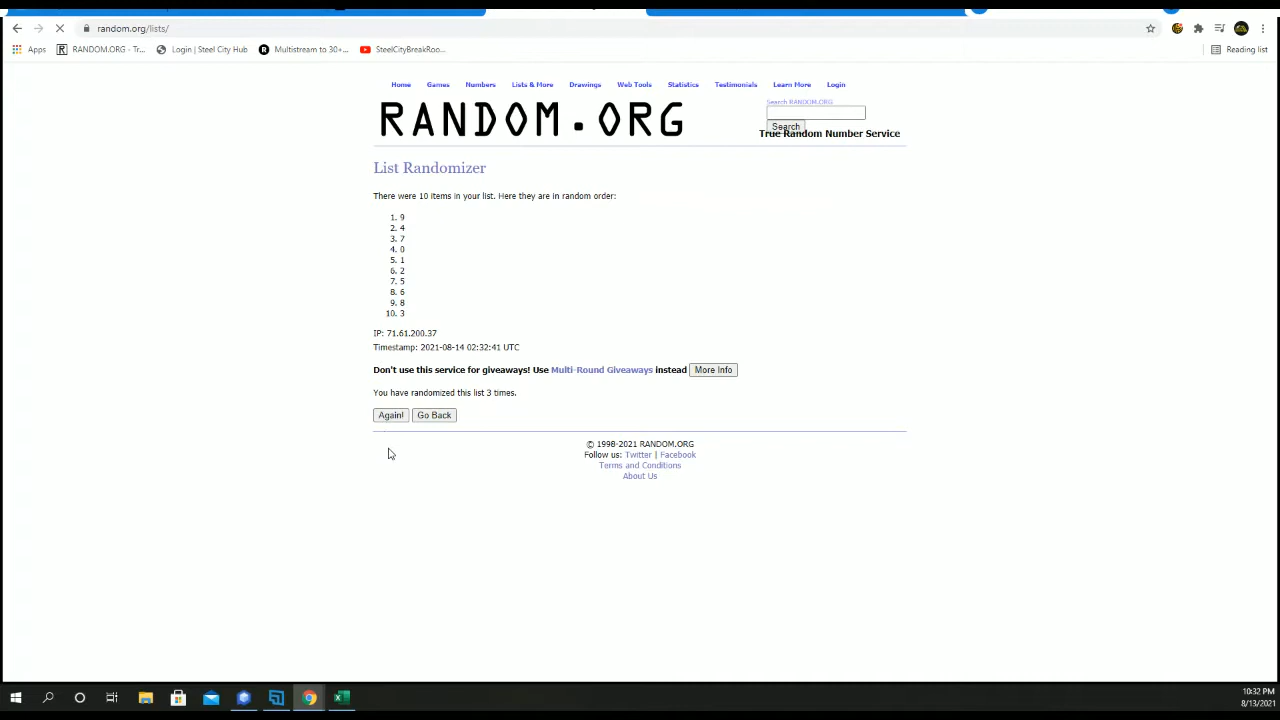 random.org/lists/
Apps RANDOM.ORG - Tr... Login | Steel City Hub Multistream to 30+... SteelCityBreakRoo... Reading list
Home Games Numbers Lists & More Drawings Web Tools Statistics Testimonials Learn More Login
RANDOM.ORG
Search RANDOM.ORG
Search
True Random Number Service
List Randomizer
There were 10 items in your list. Here they are in random order:
1. 9
2. 4
3. 7
4. 0
5. 1
6. 2
7. 5
8. 6
9. 8
10. 3
IP: 71.61.200.37
Timestamp: 2021-08-14 02:32:41 UTC
Don't use this service for giveaways! Use Multi-Round Giveaways instead More Info
You have randomized this list 3 times.
Again! Go Back
© 1998-2021 RANDOM.ORG
Follow us: Twitter | Facebook
Terms and Conditions
About Us
10:32 PM
8/13/2021